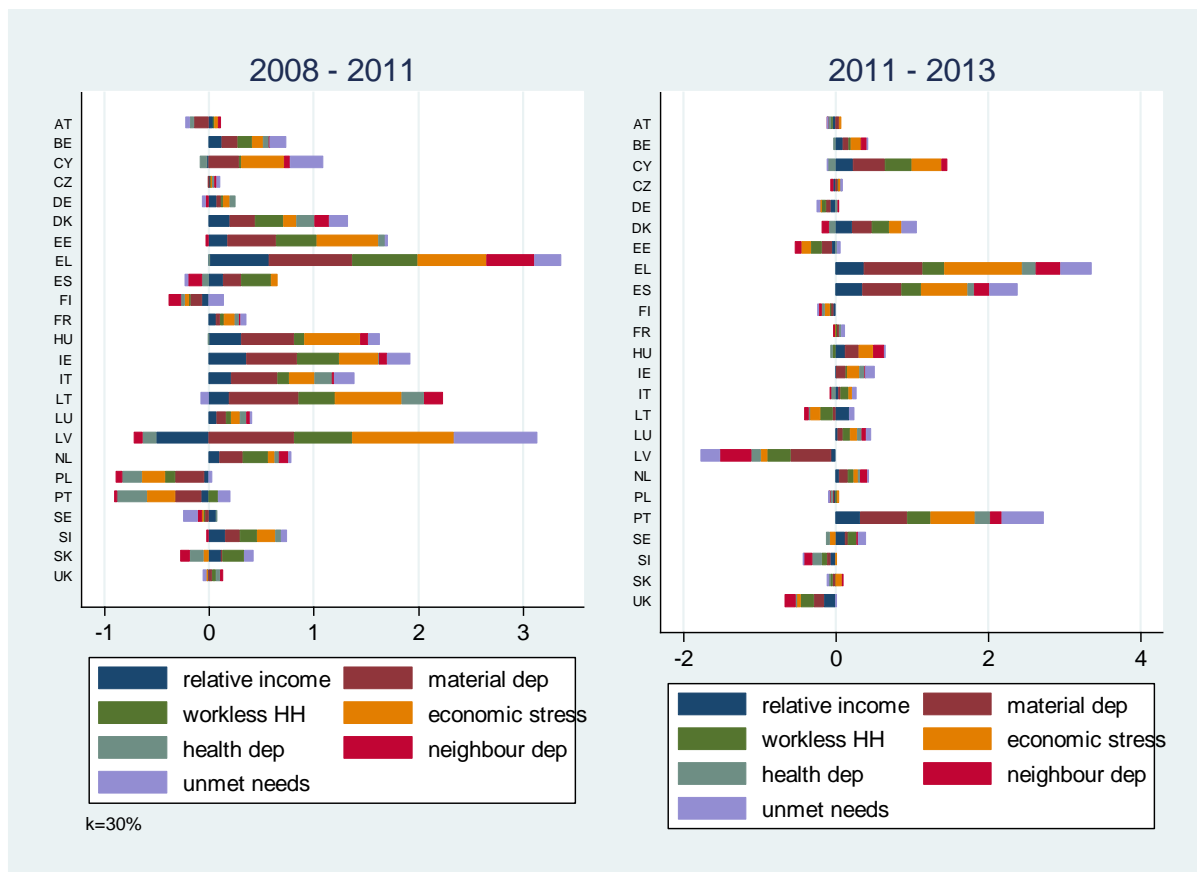 2008 - 2011
AT
BE
CY
CZ
DE
DK
EE
EL
ES
FI
FR
HU
IE
IT
LT
LU
LV
NL
PL
PT
SE
SI
SK
UK
-1 0 1 2 3
relative income material dep
workless HH economic stress
health dep neighbour dep
unmet needs
k=30%
2011 - 2013
AT
BE
CY
CZ
DE
DK
EE
EL
ES
FI
FR
HU
IE
IT
LT
LU
LV
NL
PL
PT
SE
SI
SK
UK
-2 0 2 4
relative income material dep
workless HH economic stress
health dep neighbour dep
unmet needs